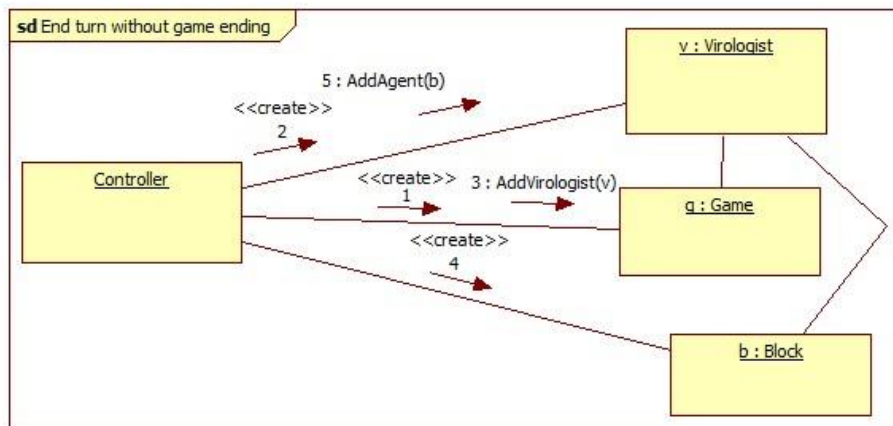 sd End turn without game ending
v : Virologist
5 : AddAgent(b)
<<create>>
2
Controller
<<create>>
1
3 : AddVirologist(v)
g : Game
<<create>>
4
b : Block